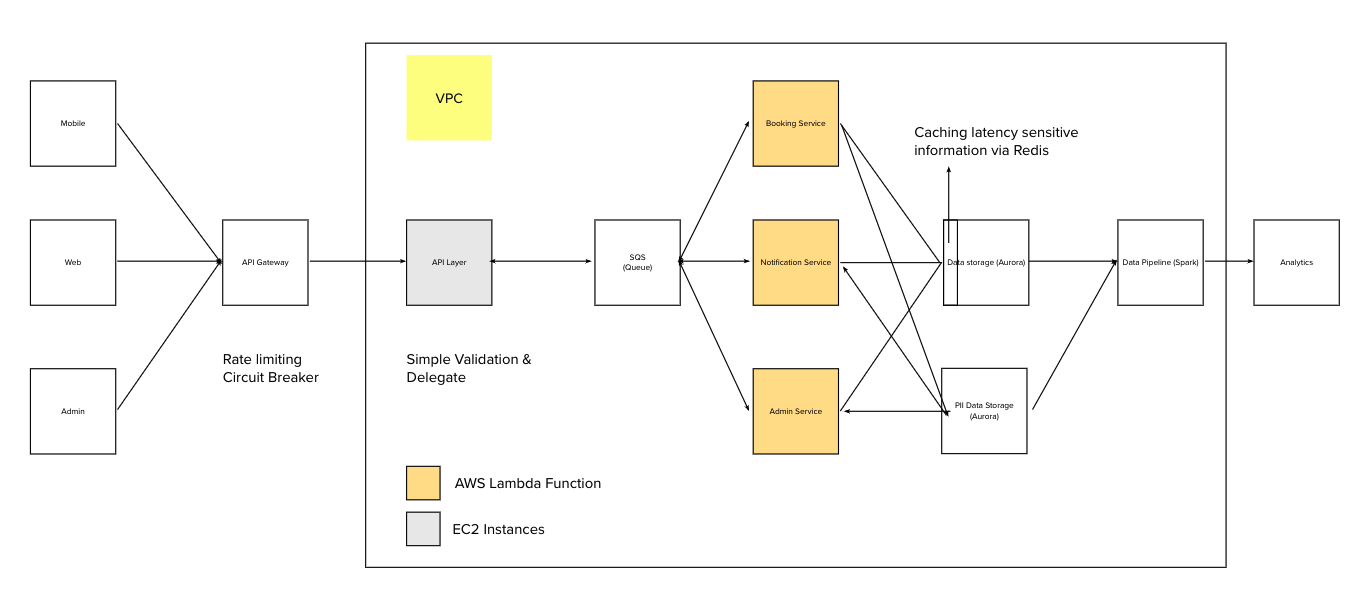 VPC
Mobile
Booking Service
Caching latency sensitive
information via Redis
Web
API Gateway
API Layer
SQS
(Queue)
Notification Service
Data storage (Aurora)
Data Pipeline (Spark)
Analytics
Rate limiting
Circuit Breaker
Simple Validation &
Delegate
Admin
Admin Service
PII Data Storage
(Aurora)
AWS Lambda Function
EC2 Instances